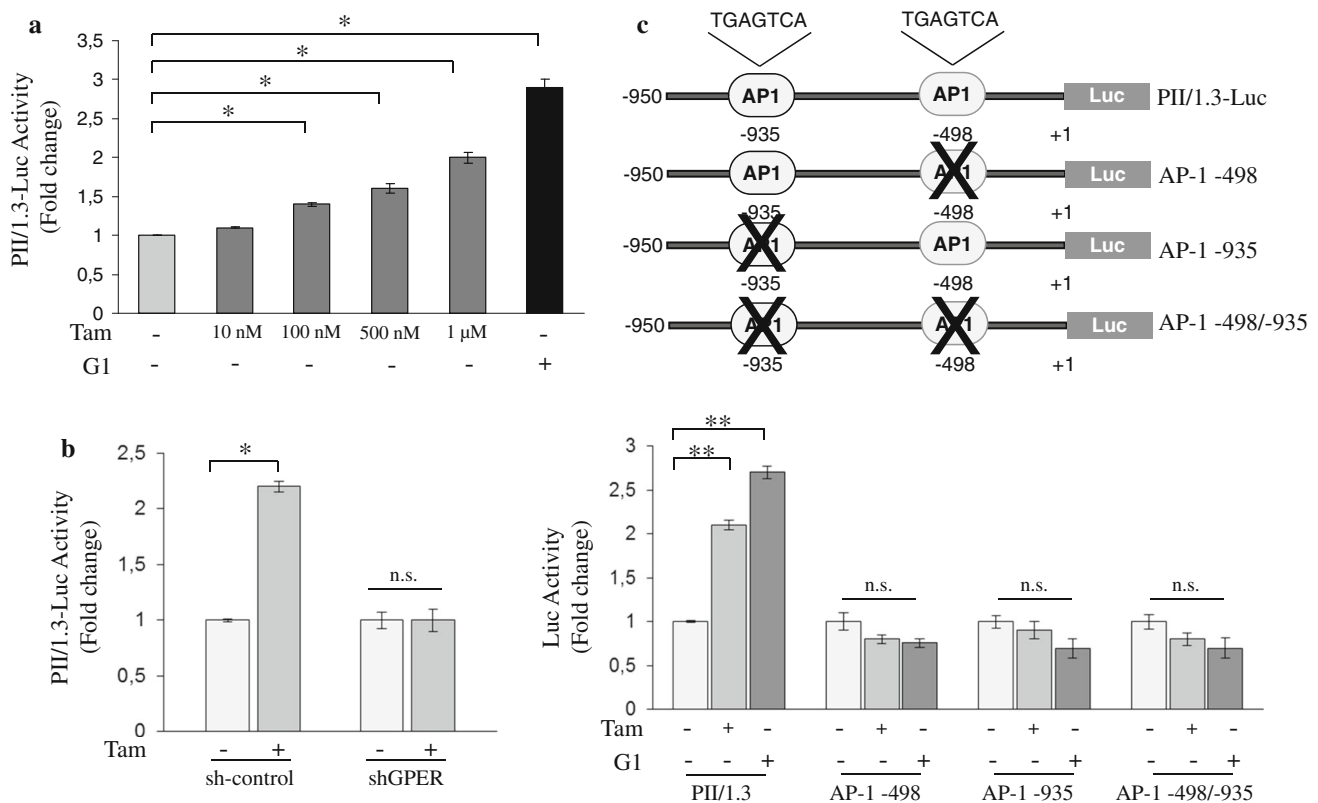 a
PII/1.3-Luc Activity
(Fold change)
3,5
3
2,5
2
1,5
1
0,5
0
*
*
*
*
Tam - 10 nM 100 nM 500 nM 1 µM -
G1 - - - - - +
b
PII/1.3-Luc Activity
(Fold change)
2,5
2
1,5
1
0,5
0
*
n.s.
Tam - + - +
sh-control shGPER
c
TGAGTCA TGAGTCA
-950 AP1 AP1 Luc PII/1.3-Luc
-935 -498 +1
-950 AP1 AP1 Luc AP-1 -498
-935 -498 +1
-950 AP1 AP1 Luc AP-1 -935
-935 -498 +1
-950 AP1 AP1 Luc AP-1 -498/-935
-935 -498 +1
Luc Activity
(Fold change)
3
2,5
2
1,5
1
0,5
0
**
**
n.s. n.s. n.s.
Tam - + - - + - - + - - + -
G1 - - + - - + - - + - - +
PII/1.3 AP-1 -498 AP-1 -935 AP-1 -498/-935